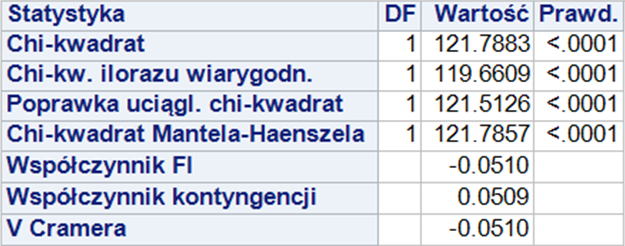 Statystyka DF Wartość Prawd.
Chi-kwadrat 1 121.7883 <.0001
Chi-kw. ilorazu wiarygodn. 1 119.6609 <.0001
Poprawka uciągl. chi-kwadrat 1 121.5126 <.0001
Chi-kwadrat Mantela-Haenszela 1 121.7857 <.0001
Współczynnik FI -0.0510
Współczynnik kontyngencji 0.0509
V Cramera -0.0510